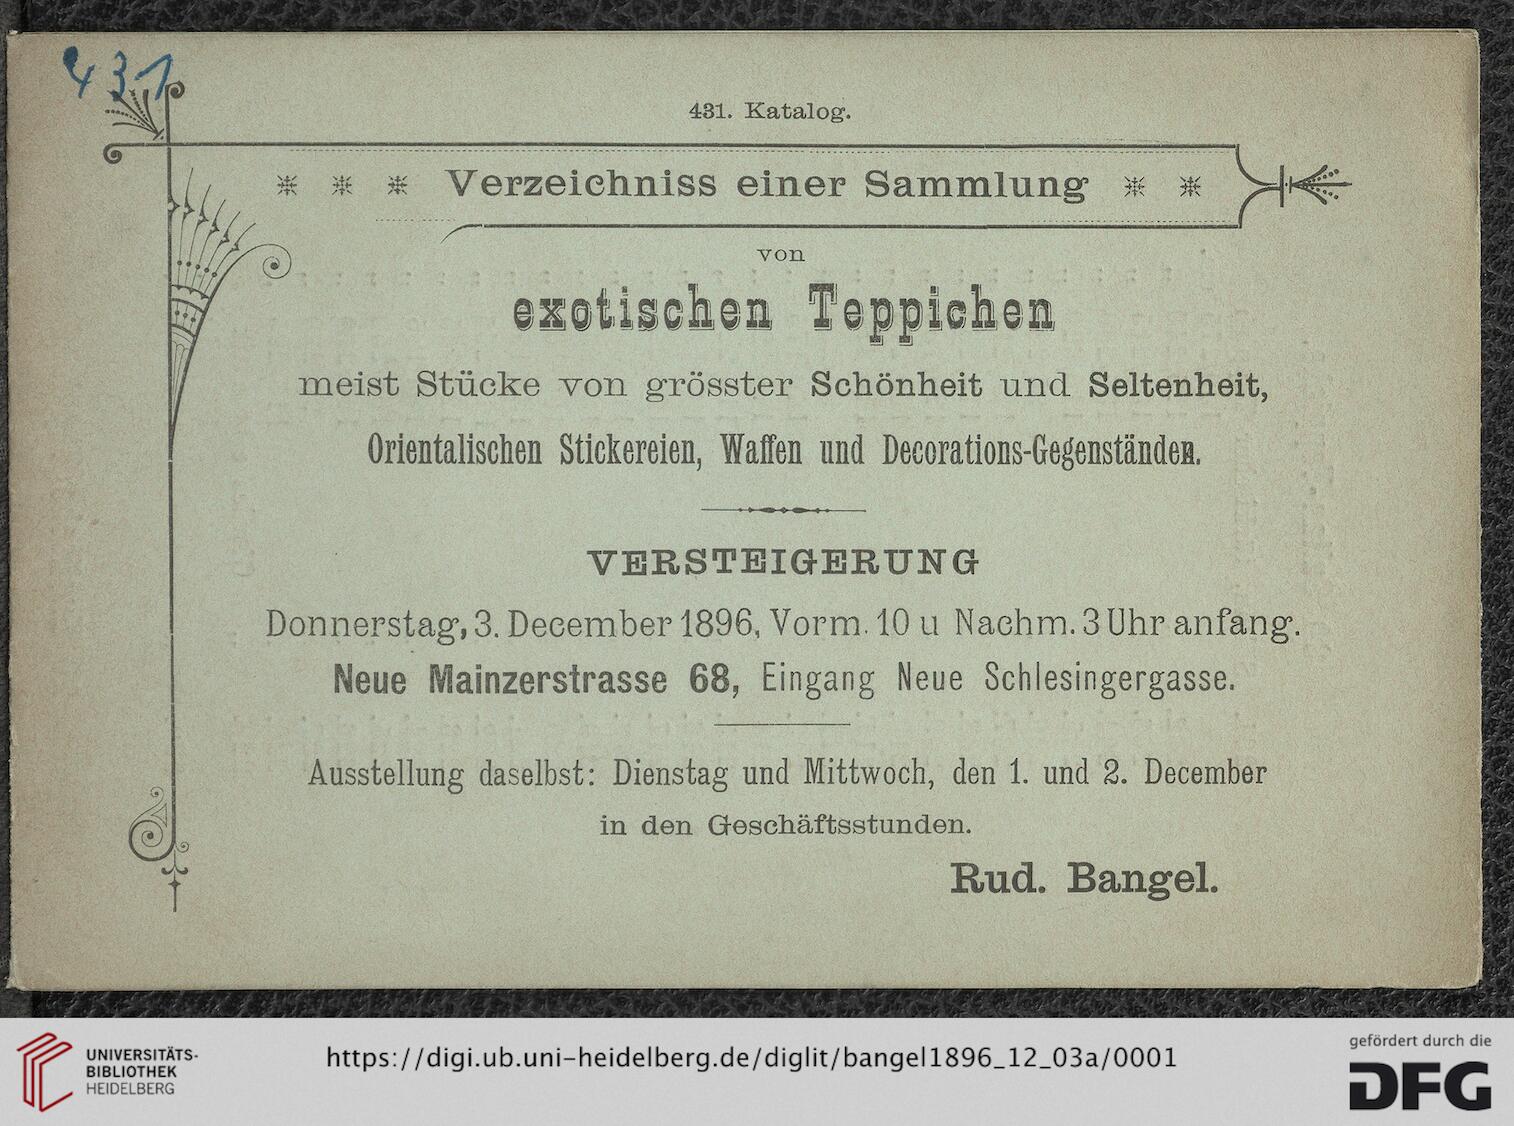 431
431. Katalog.
Verzeichniss einer Sammlung
von
exotischen Teppichen
meist Stücke von grösster Schönheit und Seltenheit,
Orientalischen Stickereien, Waffen und Decorations-Gegenständen.
VERSTEIGERUNG
Donnerstag, 3. December 1896, Vorm. 10 u Nachm. 3 Uhr anfang.
Neue Mainzerstrasse 68, Eingang Neue Schlesingergasse.
Ausstellung daselbst: Dienstag und Mittwoch, den 1. und 2. December
in den Geschäftsstunden.
Rud. Bangel.
UNIVERSITÄTS-
BIBLIOTHEK
HEIDELBERG
https://digi.ub.uni-heidelberg.de/diglit/bangel1896_12_03a/0001
gefördert durch die
DFG